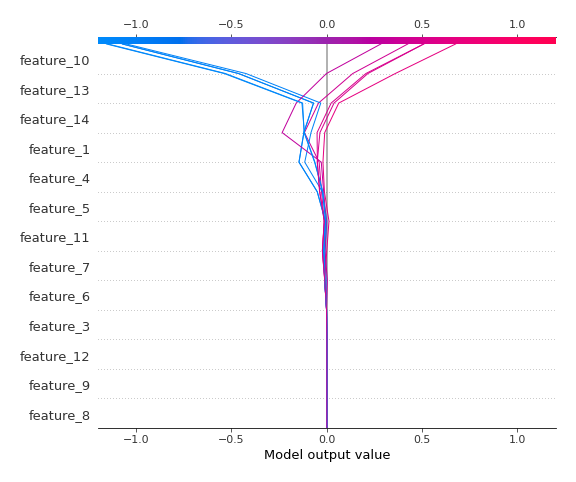 −1.0 −0.5 0.0 0.5 1.0
feature_10
feature_13
feature_14
feature_1
feature_4
feature_5
feature_11
feature_7
feature_6
feature_3
feature_12
feature_9
feature_8
−1.0 −0.5 0.0 0.5 1.0
Model output value